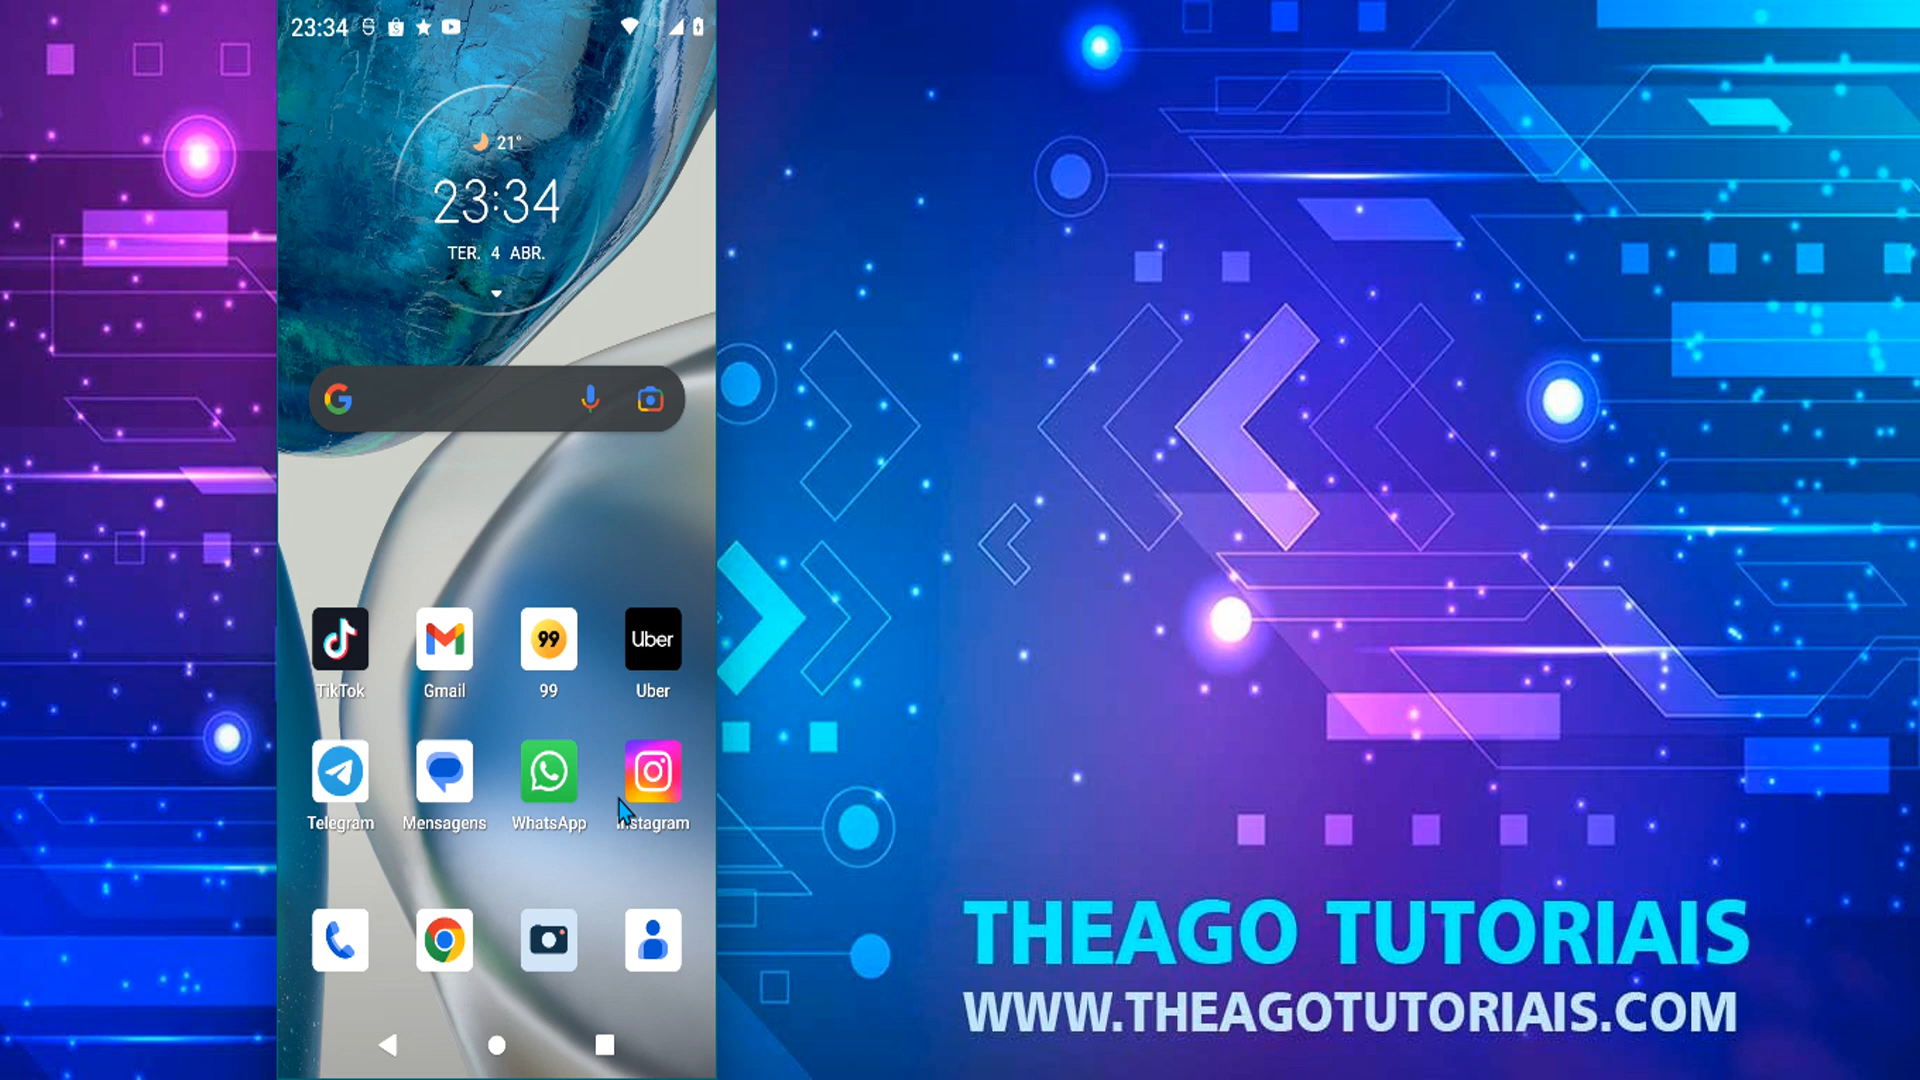 23:34
21°
23:34
TER. 4 ABR.
TikTok
Gmail
99
99
Uber
Uber
Telegram
Mensagens
WhatsApp
Instagram
THEAGO TUTORIAIS
WWW.THEAGOTUTORIAIS.COM